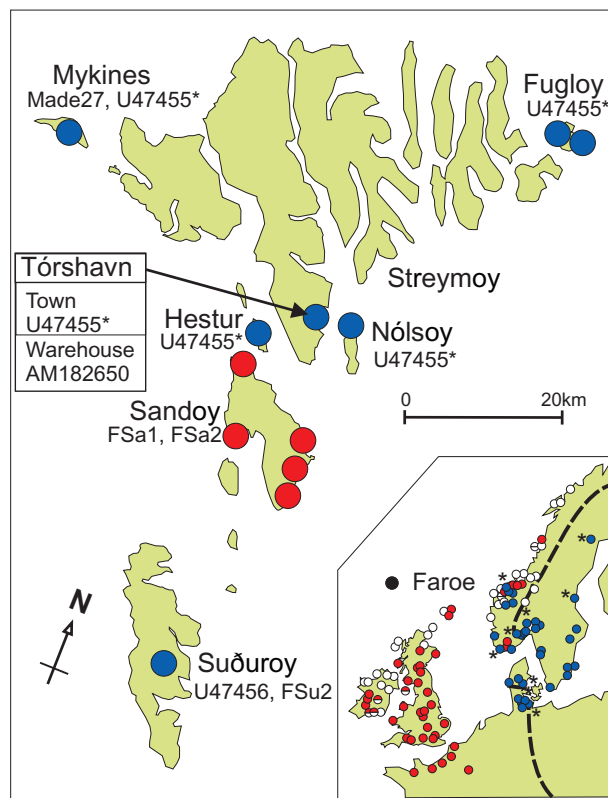 Mykines
Made27, U47455*
Fugloy
U47455*
Tórshavn
Town
U47455*
Warehouse
AM182650
Streymoy
Hestur
U47455*
Nólsoy
U47455*
Sandoy
FSa1, FSa2
0 20km
N
Suðuroy
U47456, FSu2
Faroe
*
*
*
*
*
*
*
*
*